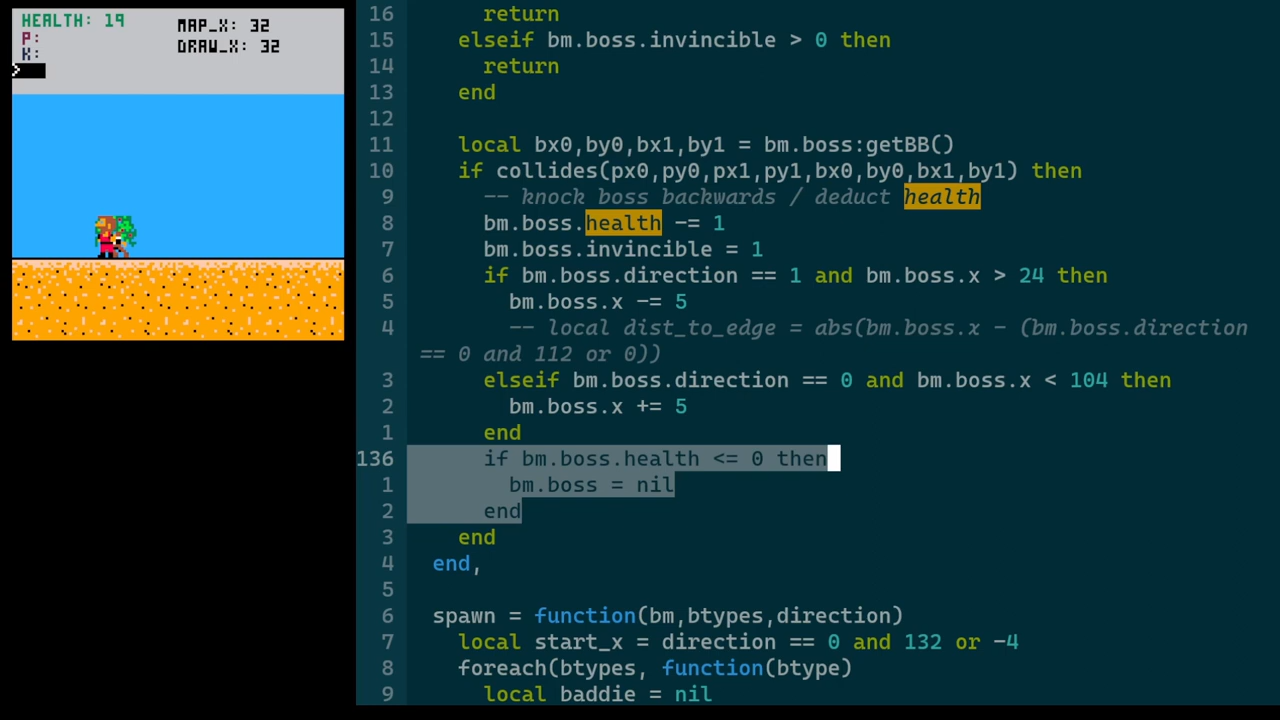 HEALTH: 19
P:
K:
>
MAP_X: 32
DRAW_X: 32
16 return
15 elseif bm.boss.invincible > 0 then
14 return
13 end
12
11 local bx0,by0,bx1,by1 = bm.boss:getBB()
10 if collides(px0,py0,px1,py1,bx0,by0,bx1,by1) then
9 -- knock boss backwards / deduct health
8 bm.boss.health -= 1
7 bm.boss.invincible = 1
6 if bm.boss.direction == 1 and bm.boss.x > 24 then
5 bm.boss.x -= 5
4 -- local dist_to_edge = abs(bm.boss.x - (bm.boss.direction
== 0 and 112 or 0))
3 elseif bm.boss.direction == 0 and bm.boss.x < 104 then
2 bm.boss.x += 5
1 end
136 if bm.boss.health <= 0 then
1 bm.boss = nil
2 end
3 end
4 end,
5
6 spawn = function(bm,btypes,direction)
7 local start_x = direction == 0 and 132 or -4
8 foreach(btypes, function(btype)
9 local baddie = nil